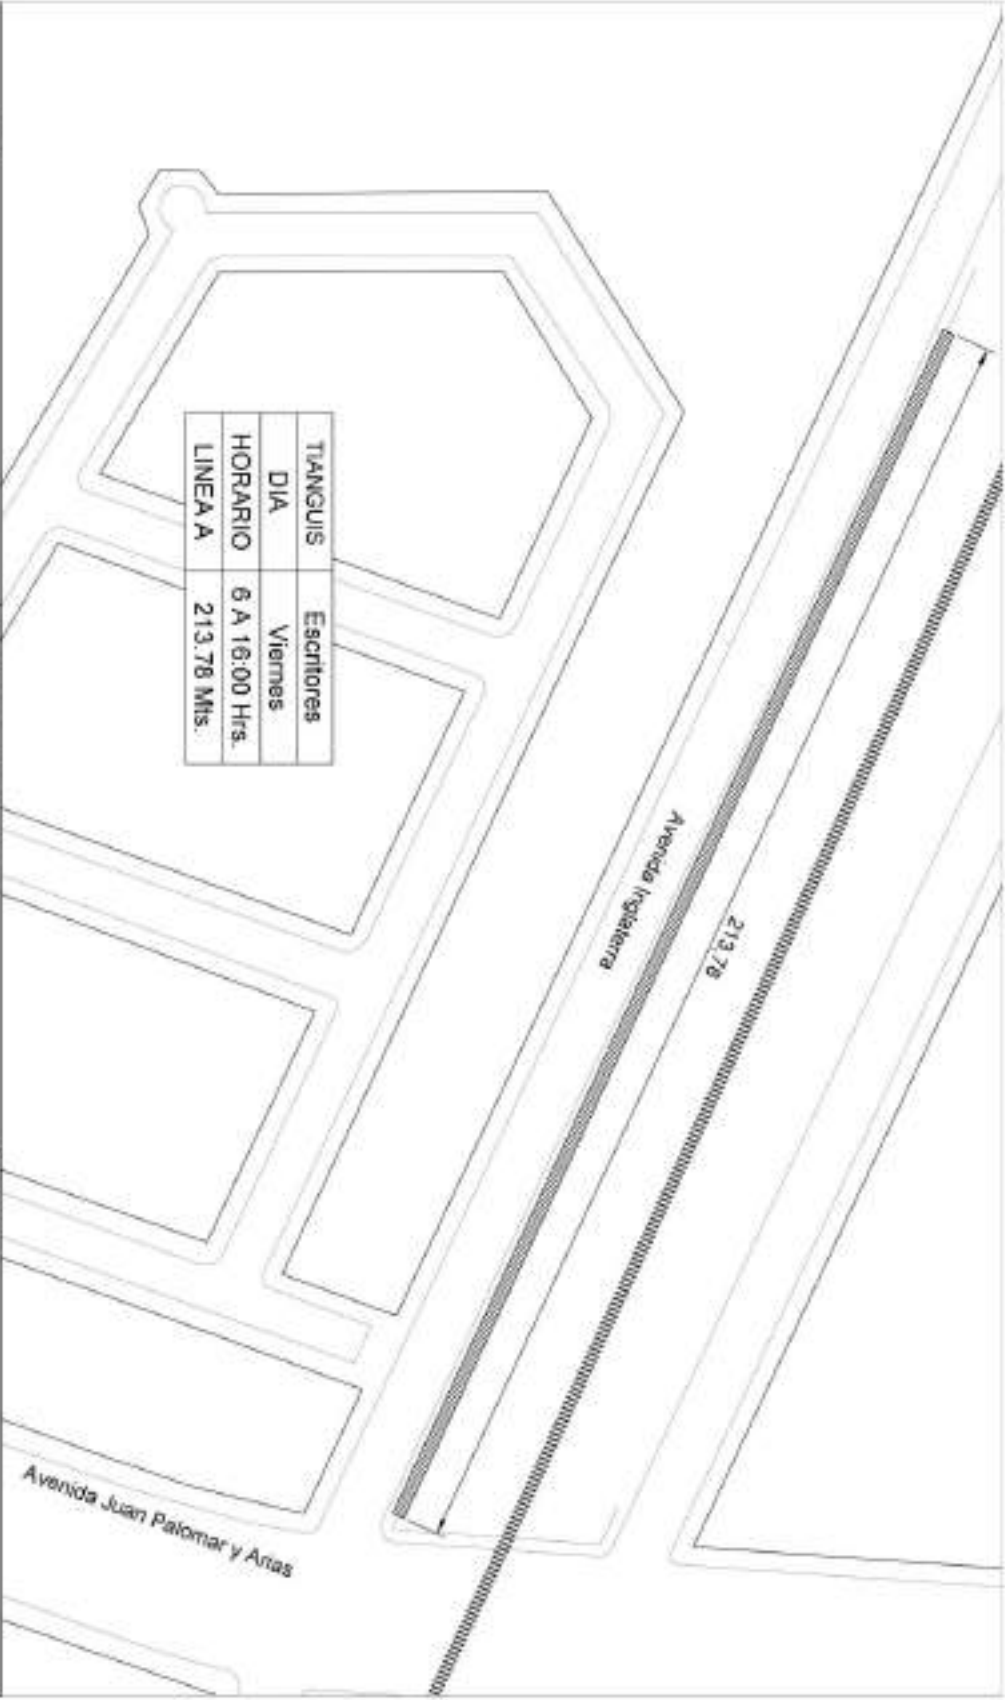 TIANGUIS Escritores
DIA Viernes
HORARIO 6 A 16:00 Hrs.
LINEA A 213.78 Mts.
Avenida Inglaterra
213.78
Avenida Juan Palomar y Arias